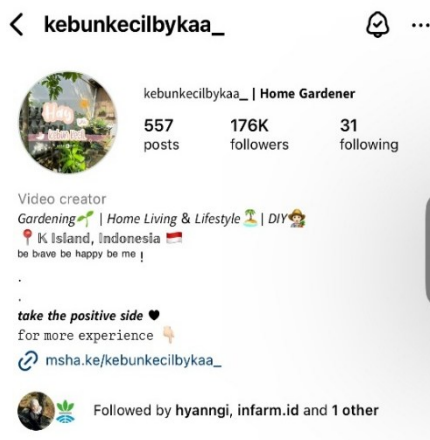 kebunkecilbykaa_
kebunkecilbykaa_ | Home Gardener
557 176K 31
posts followers following
Hay
Video creator
Gardening🌱 | Home Living & Lifestyle🏝️| DIY👩‍🌾
📍𝕂 𝕀𝕤𝕝𝕒𝕟𝕕, 𝕀𝕟𝕕𝕠𝕟𝕖𝕤𝕚𝕒 🇮🇩
be brave be happy be me !
.
.
take the positive side 🖤
for more experience 👇🏻
msha.ke/kebunkecilbykaa_
Followed by hyanngi, infarm.id and 1 other